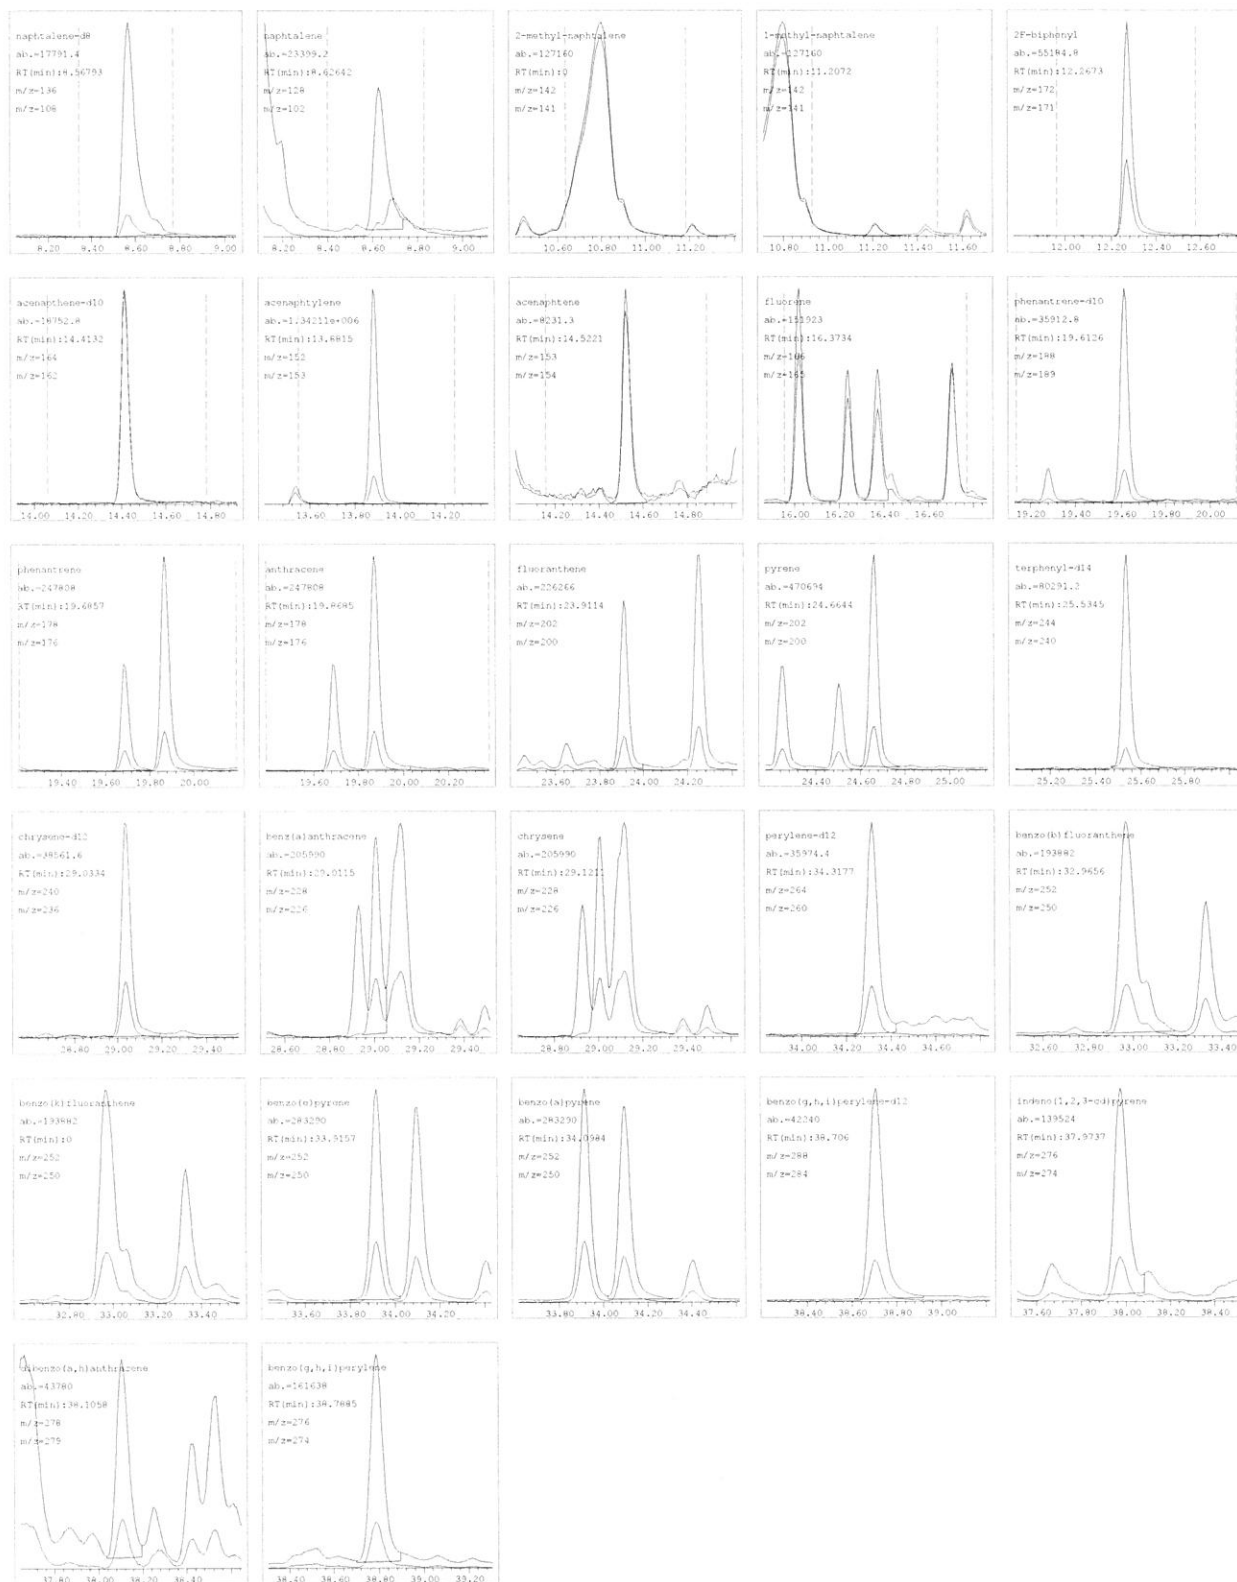 naphtalene-d8
ab.=17791.4
RT(min):8.56793
m/z=136
m/z=108
8.20 8.40 8.60 8.80 9.00
naphtalene
ab.=23399.2
RT(min):8.62642
m/z=128
m/z=102
8.20 8.40 8.60 8.80 9.00
2-methyl-naphtalene
ab.=127160
RT(min):0
m/z=142
m/z=141
10.60 10.80 11.00 11.20
1-methyl-naphtalene
ab.=127160
RT(min):11.2072
m/z=142
m/z=141
10.80 11.00 11.20 11.40 11.60
2F-biphenyl
ab.=55184.8
RT(min):12.2673
m/z=172
m/z=171
12.00 12.20 12.40 12.60
acenapthene-d10
ab.=18752.8
RT(min):14.4132
m/z=164
m/z=162
14.00 14.20 14.40 14.60 14.80
acenaphtylene
ab.=1.34211e+006
RT(min):13.8815
m/z=152
m/z=153
13.60 13.80 14.00 14.20
acenaphtene
ab.=8231.3
RT(min):14.5221
m/z=153
m/z=154
14.20 14.40 14.60 14.80
fluorene
ab.=151923
RT(min):16.3734
m/z=166
m/z=165
16.00 16.20 16.40 16.60
phenantrene-d10
ab.=35912.8
RT(min):19.6126
m/z=188
m/z=189
19.20 19.40 19.60 19.80 20.00
phenantrene
ab.=247808
RT(min):19.6857
m/z=178
m/z=176
19.40 19.60 19.80 20.00
anthracene
ab.=247808
RT(min):19.8685
m/z=178
m/z=176
19.60 19.80 20.00 20.20
fluoranthene
ab.=226266
RT(min):23.9114
m/z=202
m/z=200
23.60 23.80 24.00 24.20
pyrene
ab.=470694
RT(min):24.6644
m/z=202
m/z=200
24.40 24.60 24.80 25.00
terphenyl-d14
ab.=80291.2
RT(min):25.5345
m/z=244
m/z=240
25.20 25.40 25.60 25.80
chrysene-d12
ab.=38561.6
RT(min):29.0334
m/z=240
m/z=236
28.80 29.00 29.20 29.40
benz(a)anthracene
ab.=205990
RT(min):29.0115
m/z=228
m/z=226
28.60 28.80 29.00 29.20 29.40
chrysene
ab.=205990
RT(min):29.1211
m/z=228
m/z=226
28.80 29.00 29.20 29.40
perylene-d12
ab.=35974.4
RT(min):34.3177
m/z=264
m/z=260
34.00 34.20 34.40 34.60
benzo(b)fluoranthene
ab.=193882
RT(min):32.9656
m/z=252
m/z=250
32.60 32.80 33.00 33.20 33.40
benzo(k)fluoranthene
ab.=193882
RT(min):0
m/z=252
m/z=250
32.80 33.00 33.20 33.40
benzo(e)pyrene
ab.=283290
RT(min):33.9157
m/z=252
m/z=250
33.60 33.80 34.00 34.20 34.40
benzo(a)pyrene
ab.=283290
RT(min):34.0984
m/z=252
m/z=250
33.80 34.00 34.20 34.40
benzo(g,h,i)perylene-d12
ab.=42240
RT(min):38.706
m/z=288
m/z=284
38.40 38.60 38.80 39.00
indeno(1,2,3-cd)pyrene
ab.=139524
RT(min):37.9737
m/z=276
m/z=274
37.60 37.80 38.00 38.20 38.40
dibenzo(a,h)anthracene
ab.=43780
RT(min):38.1058
m/z=278
m/z=279
37.80 38.00 38.20 38.40
benzo(g,h,i)perylene
ab.=161638
RT(min):38.7885
m/z=276
m/z=274
38.40 38.60 38.80 39.00 39.20